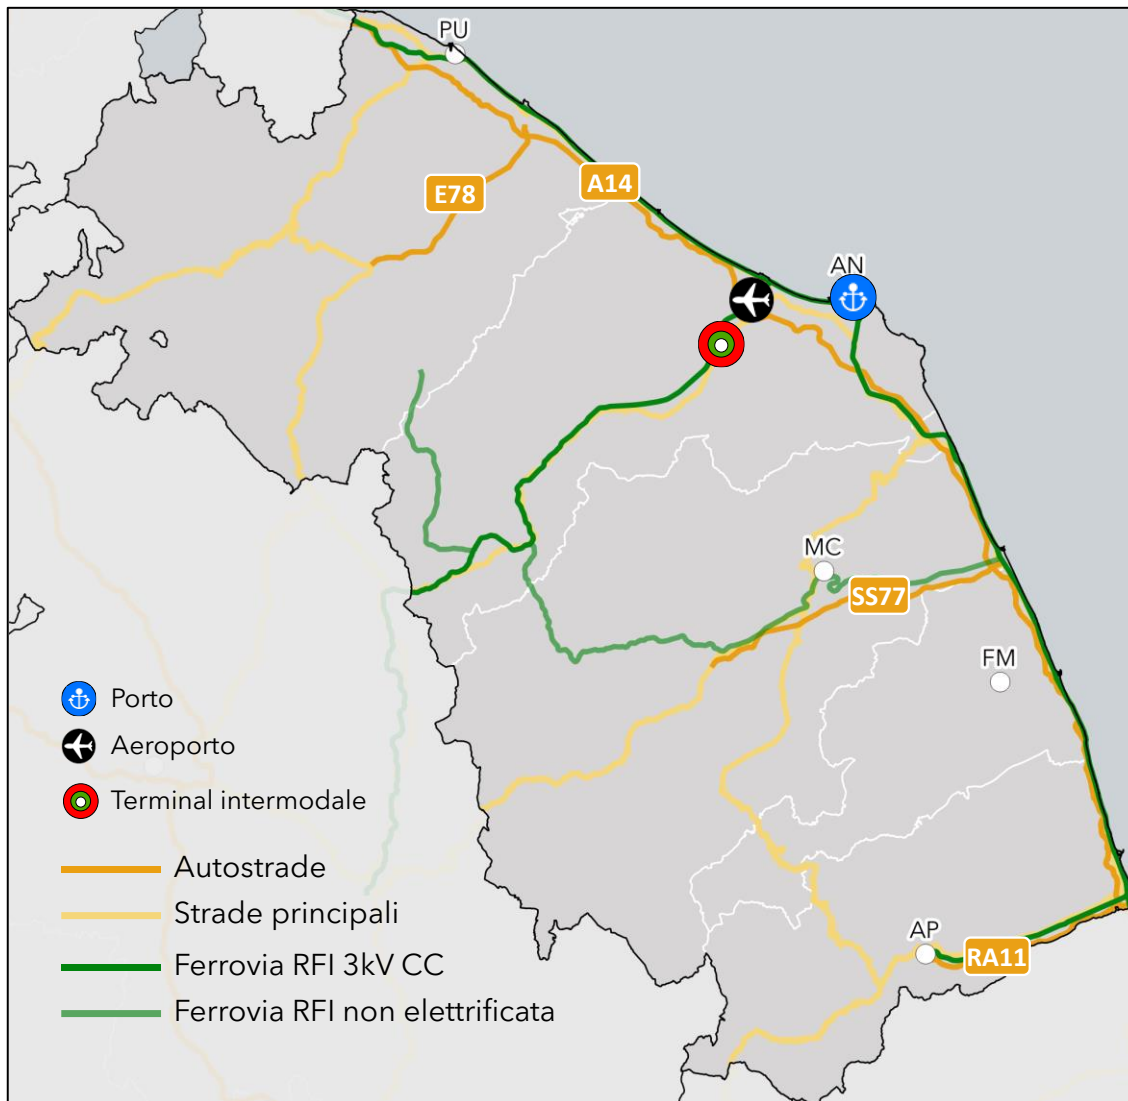 PU
E78
A14
AN
MC
SS77
FM
Porto
Aeroporto
Terminal intermodale
Autostrade
Strade principali
Ferrovia RFI 3kV CC
Ferrovia RFI non elettrificata
AP
RA11